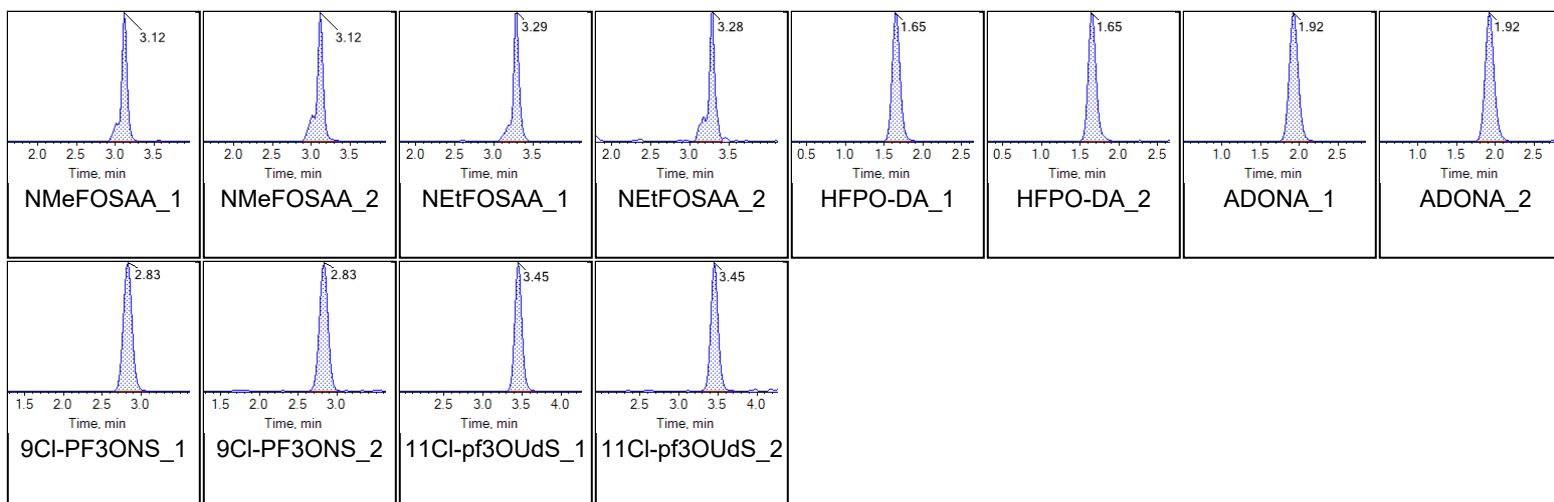 3.12 3.12 3.29 3.28 1.65 1.65 1.92 1.92
2.0 2.5 3.0 3.5 2.0 2.5 3.0 3.5 2.0 2.5 3.0 3.5 2.0 2.5 3.0 3.5 0.5 1.0 1.5 2.0 2.5 0.5 1.0 1.5 2.0 2.5 1.0 1.5 2.0 2.5 1.0 1.5 2.0 2.5
Time, min Time, min Time, min Time, min Time, min Time, min Time, min Time, min
NMeFOSAA_1 NMeFOSAA_2 NEtFOSAA_1 NEtFOSAA_2 HFPO-DA_1 HFPO-DA_2 ADONA_1 ADONA_2
2.83 2.83 3.45 3.45
1.5 2.0 2.5 3.0 1.5 2.0 2.5 3.0 2.5 3.0 3.5 4.0 2.5 3.0 3.5 4.0
Time, min Time, min Time, min Time, min
9Cl-PF3ONS_1 9Cl-PF3ONS_2 11Cl-pf3OUdS_1 11Cl-pf3OUdS_2